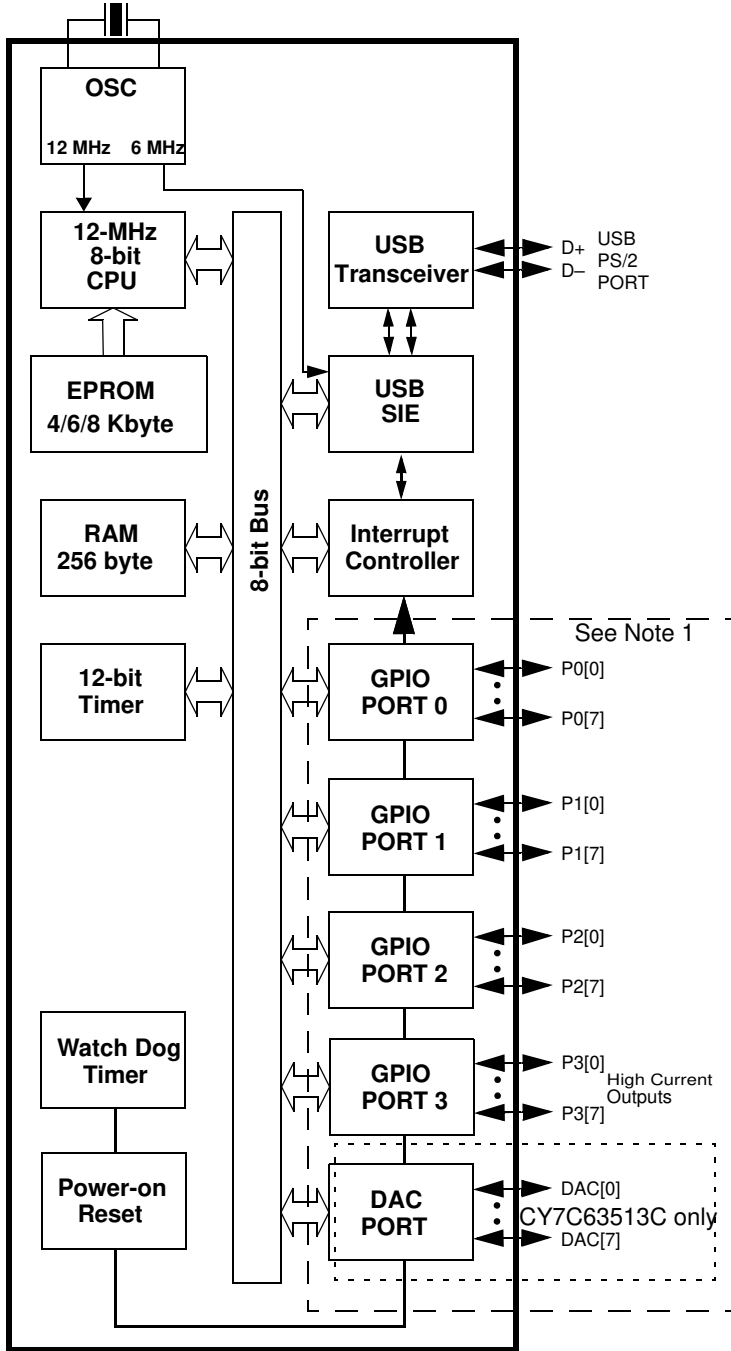 OSC
12 MHz 6 MHz
12-MHz
8-bit
CPU
USB
Transceiver
D+
D–
USB
PS/2
PORT
EPROM
4/6/8 Kbyte
USB
SIE
RAM
256 byte
8-bit Bus
Interrupt
Controller
See Note 1
12-bit
Timer
GPIO
PORT 0
P0[0]
P0[7]
GPIO
PORT 1
P1[0]
P1[7]
GPIO
PORT 2
P2[0]
P2[7]
Watch Dog
Timer
GPIO
PORT 3
P3[0]
High Current
Outputs
P3[7]
Power-on
Reset
DAC
PORT
DAC[0]
CY7C63513C only
DAC[7]